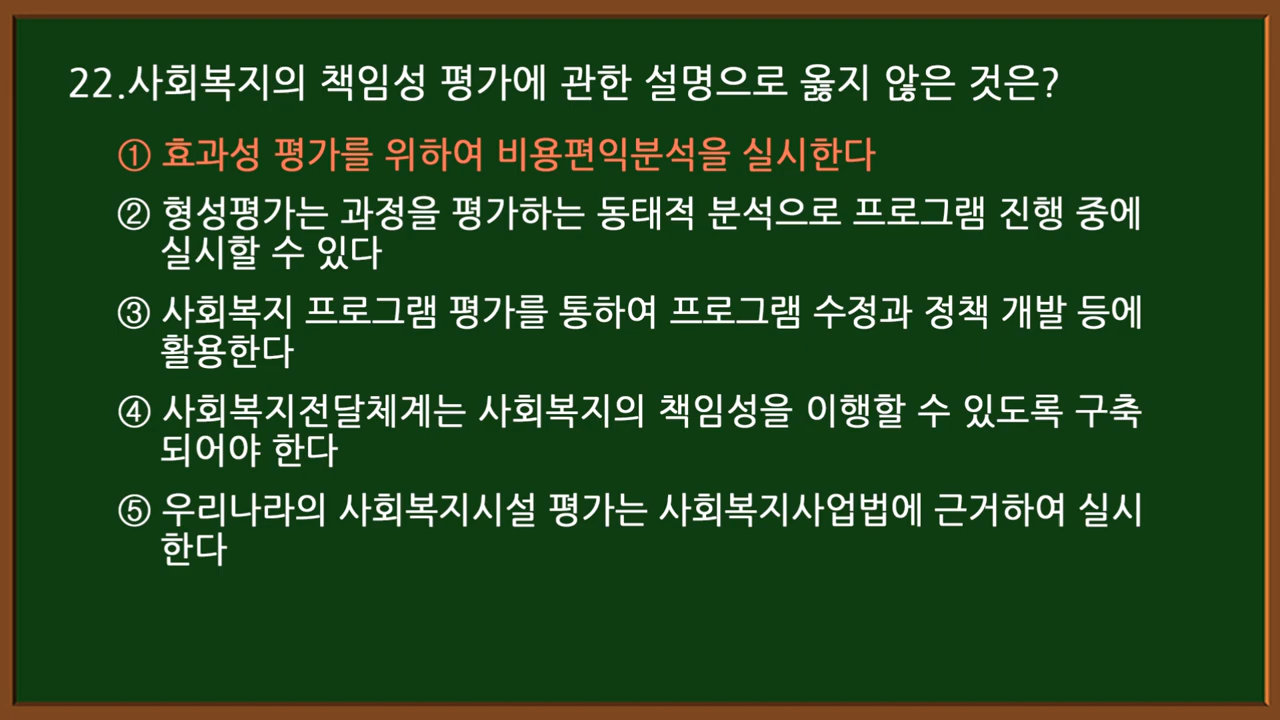 22.사회복지의 책임성 평가에 관한 설명으로 옳지 않은 것은?
① 효과성 평가를 위하여 비용편익분석을 실시한다
② 형성평가는 과정을 평가하는 동태적 분석으로 프로그램 진행 중에
실시할 수 있다
③ 사회복지 프로그램 평가를 통하여 프로그램 수정과 정책 개발 등에
활용한다
④ 사회복지전달체계는 사회복지의 책임성을 이행할 수 있도록 구축
되어야 한다
⑤ 우리나라의 사회복지시설 평가는 사회복지사업법에 근거하여 실시
한다